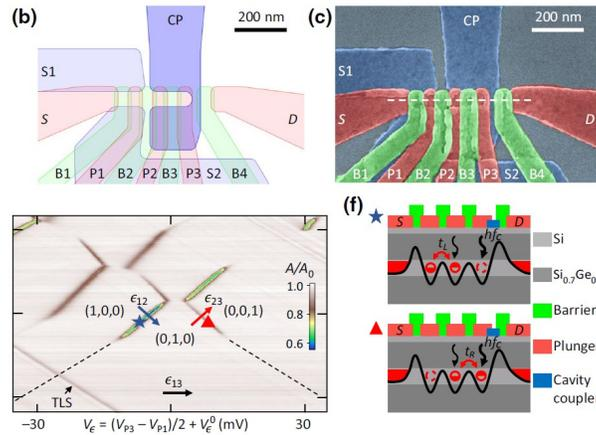 (b)
CP
200 nm
S1
S
D
B1 P1 B2 P2 B3 P3 S2 B4
(c)
CP
200 nm
S1
S
D
B1 P1 B2 P2 B3 P3 S2 B4
A/A₀
1.0
0.8
0.6
(1,0,0)
ϵ₁₂
(0,1,0)
ϵ₂₃
(0,0,1)
TLS
ϵ₁₃
−30 0 30
Vϵ = (VP3 − VP1)/2 + Vϵ⁰ (mV)
(f)
S
D
hfc
tL
Si
Si₀.₇Ge₀
Barrier
Plunge
Cavity
coupler
S
D
hfc
tR